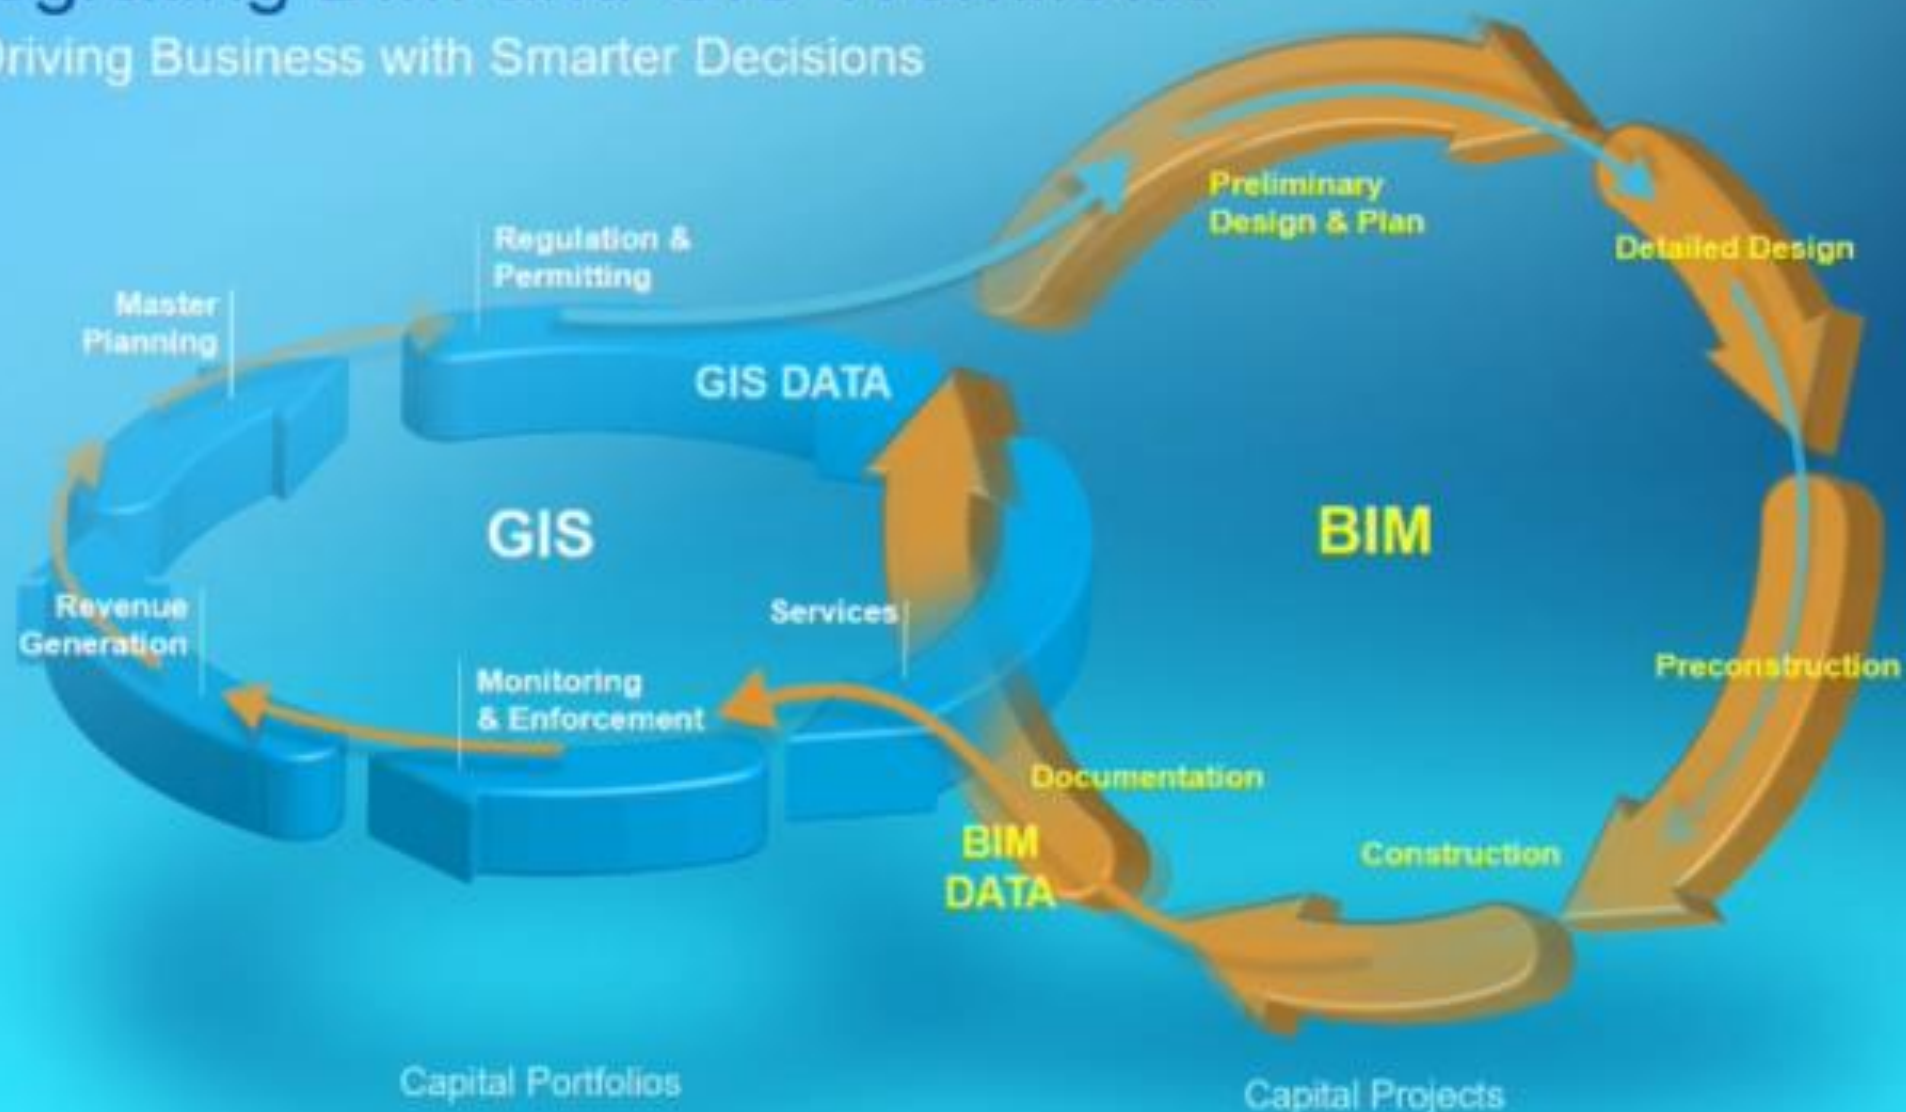 Driving Business with Smarter Decisions
Preliminary
Design & Plan
Regulation &
Permitting
Detailed Design
Master
Planning
GIS DATA
GIS
BIM
Revenue
Generation
Services
Preconstruction
Monitoring
& Enforcement
Documentation
BIM
DATA
Construction
Capital Portfolios
Capital Projects